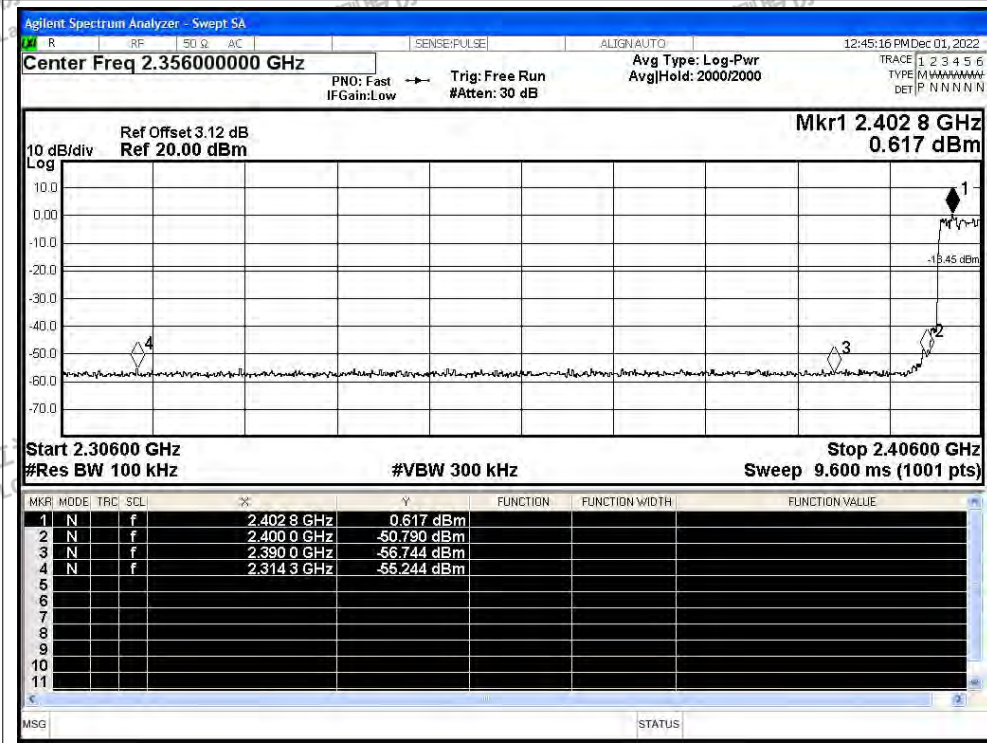 Agilent Spectrum Analyzer - Swept SA
LXI R RF 50 Ω AC SENSE:PULSE ALIGN AUTO 12:45:16 PM Dec 01, 2022
Center Freq 2.356000000 GHz
PNO: Fast
IFGain:Low
Trig: Free Run
#Atten: 30 dB
Avg Type: Log-Pwr
Avg|Hold: 2000/2000
TRACE 1 2 3 4 5 6
TYPE M W W W W W
DET P N N N N N
Mkr1 2.402 8 GHz
0.617 dBm
Ref Offset 3.12 dB
10 dB/div Ref 20.00 dBm
Log
10.0
0.00
-10.0
-20.0
-30.0
-40.0
-50.0
-60.0
-70.0
1
-18.45 dBm
2
3
4
Start 2.30600 GHz Stop 2.40600 GHz
#Res BW 100 kHz #VBW 300 kHz Sweep 9.600 ms (1001 pts)
MKR MODE TRC SCL X Y FUNCTION FUNCTION WIDTH FUNCTION VALUE
1 N f 2.402 8 GHz 0.617 dBm
2 N f 2.400 0 GHz -50.790 dBm
3 N f 2.390 0 GHz -56.744 dBm
4 N f 2.314 3 GHz -55.244 dBm
5
6
7
8
9
10
11
MSG STATUS